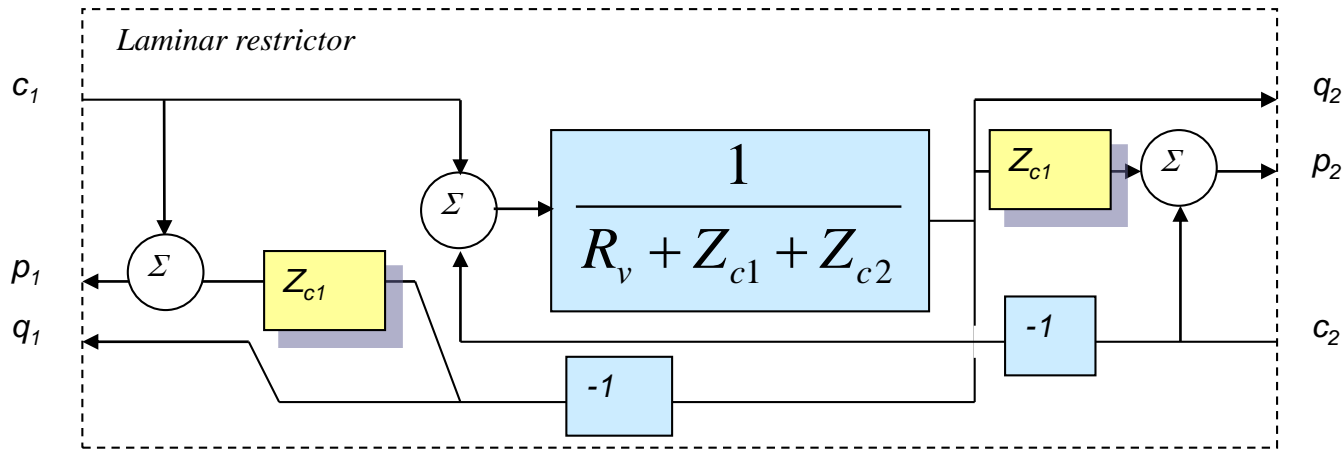 Laminar restrictor
c1
q2
Zc1
p2
Σ
Σ
1
Rv + Zc1 + Zc2
Σ
p1
Zc1
q1
-1
c2
-1